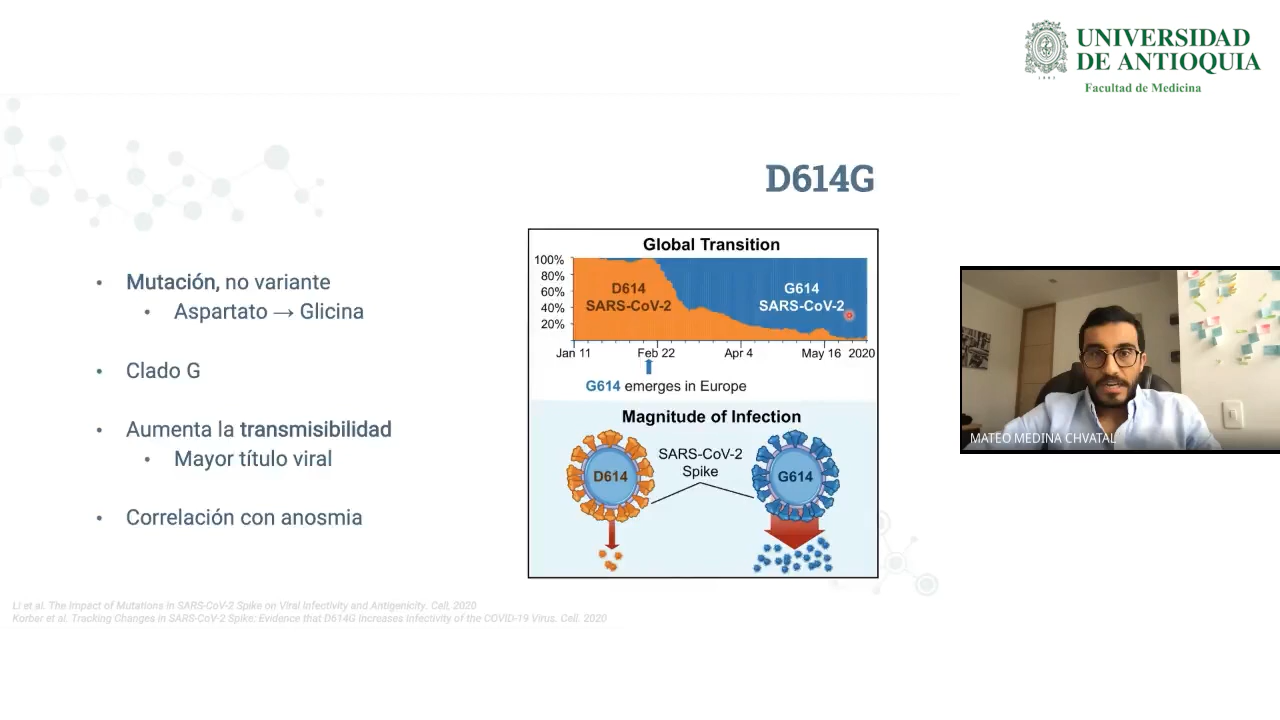 UNIVERSIDAD
DE ANTIOQUIA
1803
Facultad de Medicina
D614G
• Mutación, no variante
• Aspartato → Glicina
• Clado G
• Aumenta la transmisibilidad
• Mayor título viral
• Correlación con anosmia
Global Transition
100%
80%
60%
40%
20%
D614
SARS-CoV-2
G614
SARS-CoV-2
Jan 11 Feb 22 Apr 4 May 16 2020
G614 emerges in Europe
Magnitude of Infection
SARS-CoV-2
Spike
D614
G614
MATEO MEDINA CHVATAL
Li et al. The Impact of Mutations in SARS-CoV-2 Spike on Viral Infectivity and Antigenicity. Cell, 2020
Korber et al. Tracking Changes in SARS-CoV-2 Spike: Evidence that D614G Increases Infectivity of the COVID-19 Virus. Cell. 2020